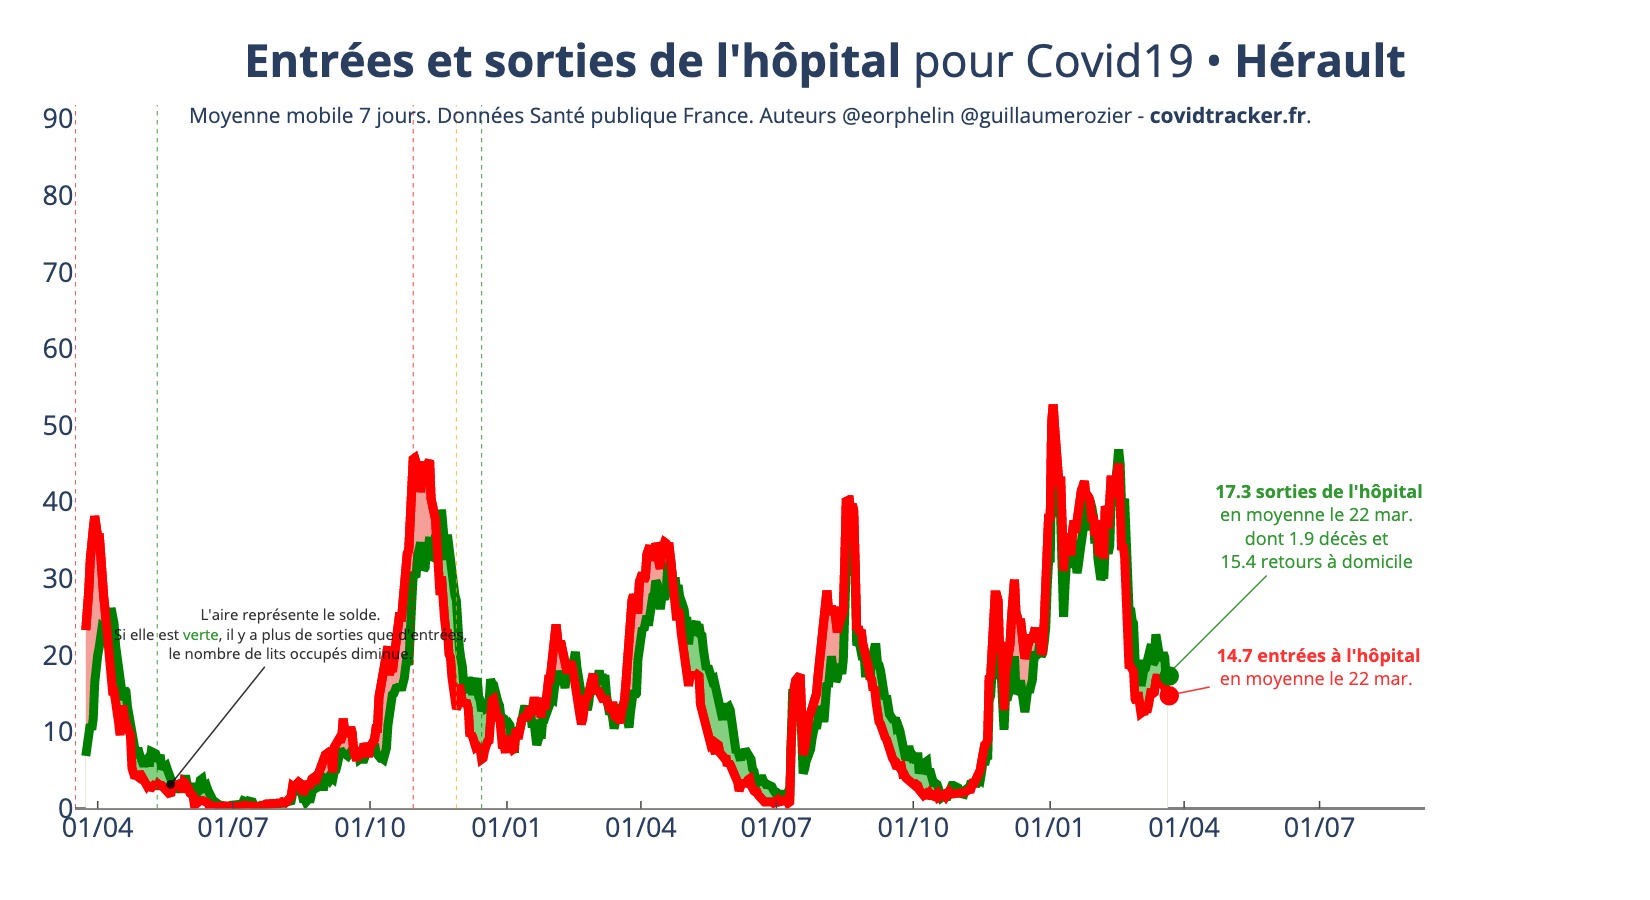 Entrées et sorties de l'hôpital pour Covid19 • Hérault
Moyenne mobile 7 jours. Données Santé publique France. Auteurs @eorphelin @guillaumerozier - covidtracker.fr.
90
80
70
60
50
40
30
20
10
0
L'aire représente le solde.
Si elle est verte, il y a plus de sorties que d'entrées,
le nombre de lits occupés diminue.
17.3 sorties de l'hôpital
en moyenne le 22 mar.
dont 1.9 décès et
15.4 retours à domicile
14.7 entrées à l'hôpital
en moyenne le 22 mar.
01/04 01/07 01/10 01/01 01/04 01/07 01/10 01/01 01/04 01/07